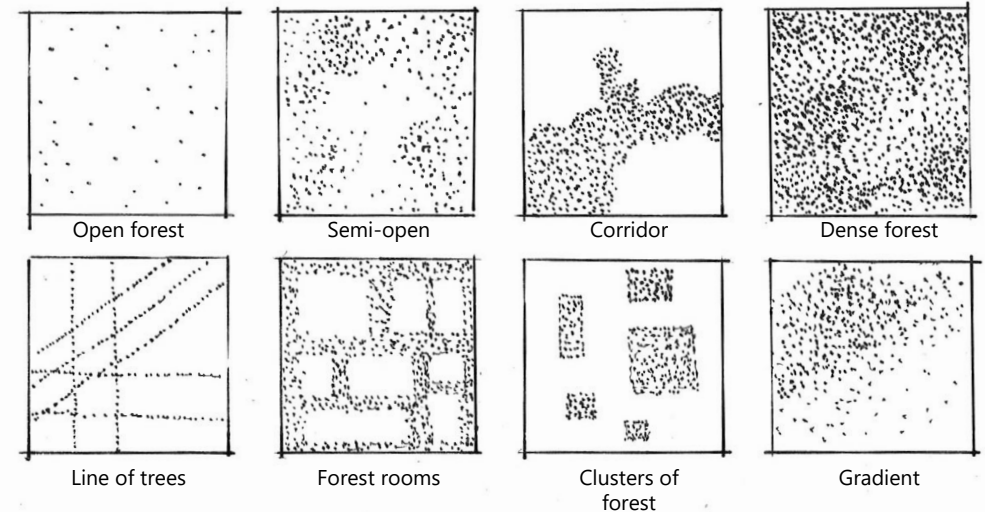 Open forest
Semi-open
Corridor
Dense forest
Line of trees
Forest rooms
Clusters of
forest
Gradient